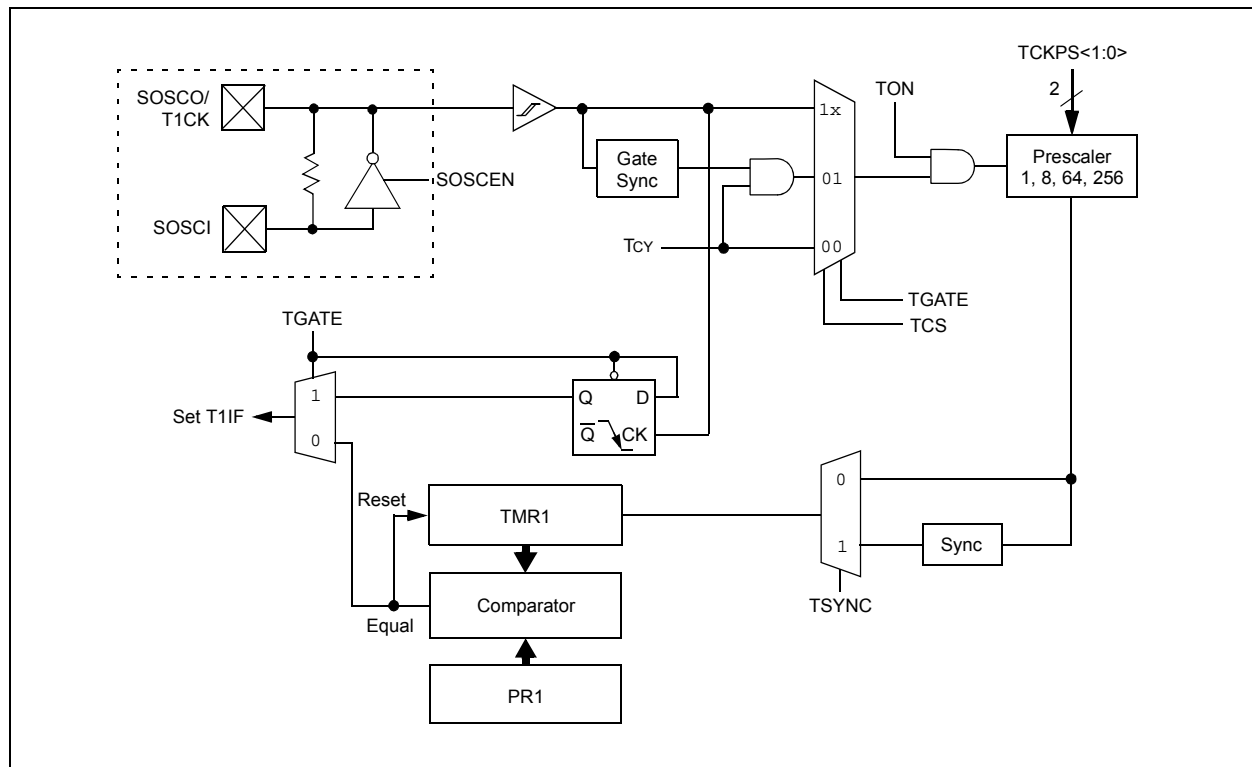 TCKPS<1:0>
2
SOSCO/
T1CK
TON
1x
Gate
Sync
Prescaler
1, 8, 64, 256
SOSCEN
01
SOSCI
TCY
00
TGATE
TCS
TGATE
1
Q
D
Set T1IF
0
Q
CK
0
Reset
TMR1
1
Sync
TSYNC
Comparator
Equal
PR1